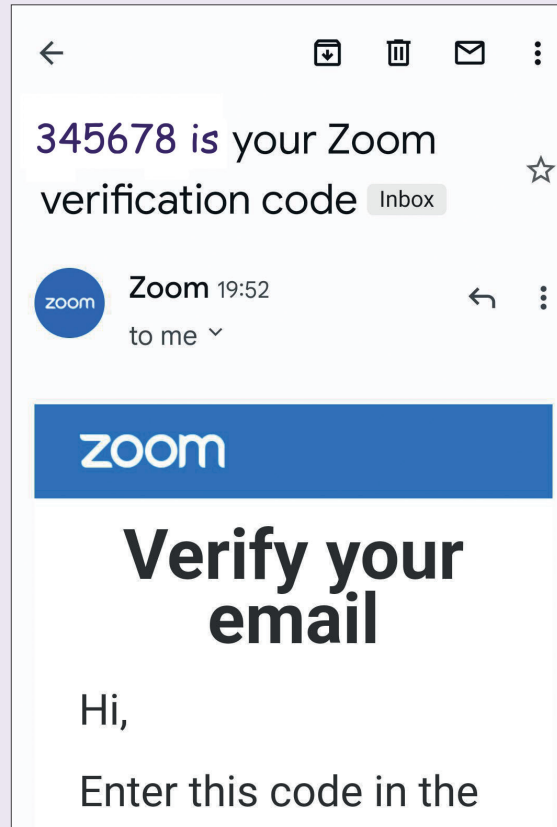 345678 is your Zoom
verification code Inbox
zoom
Zoom 19:52
to me
zoom
Verify your
email
Hi,
Enter this code in the